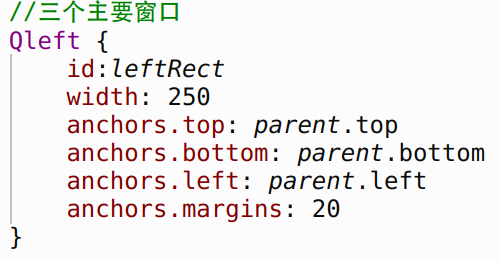 //三个主要窗口
Qleft {
    id:leftRect
    width: 250
    anchors.top: parent.top
    anchors.bottom: parent.bottom
    anchors.left: parent.left
    anchors.margins: 20
}